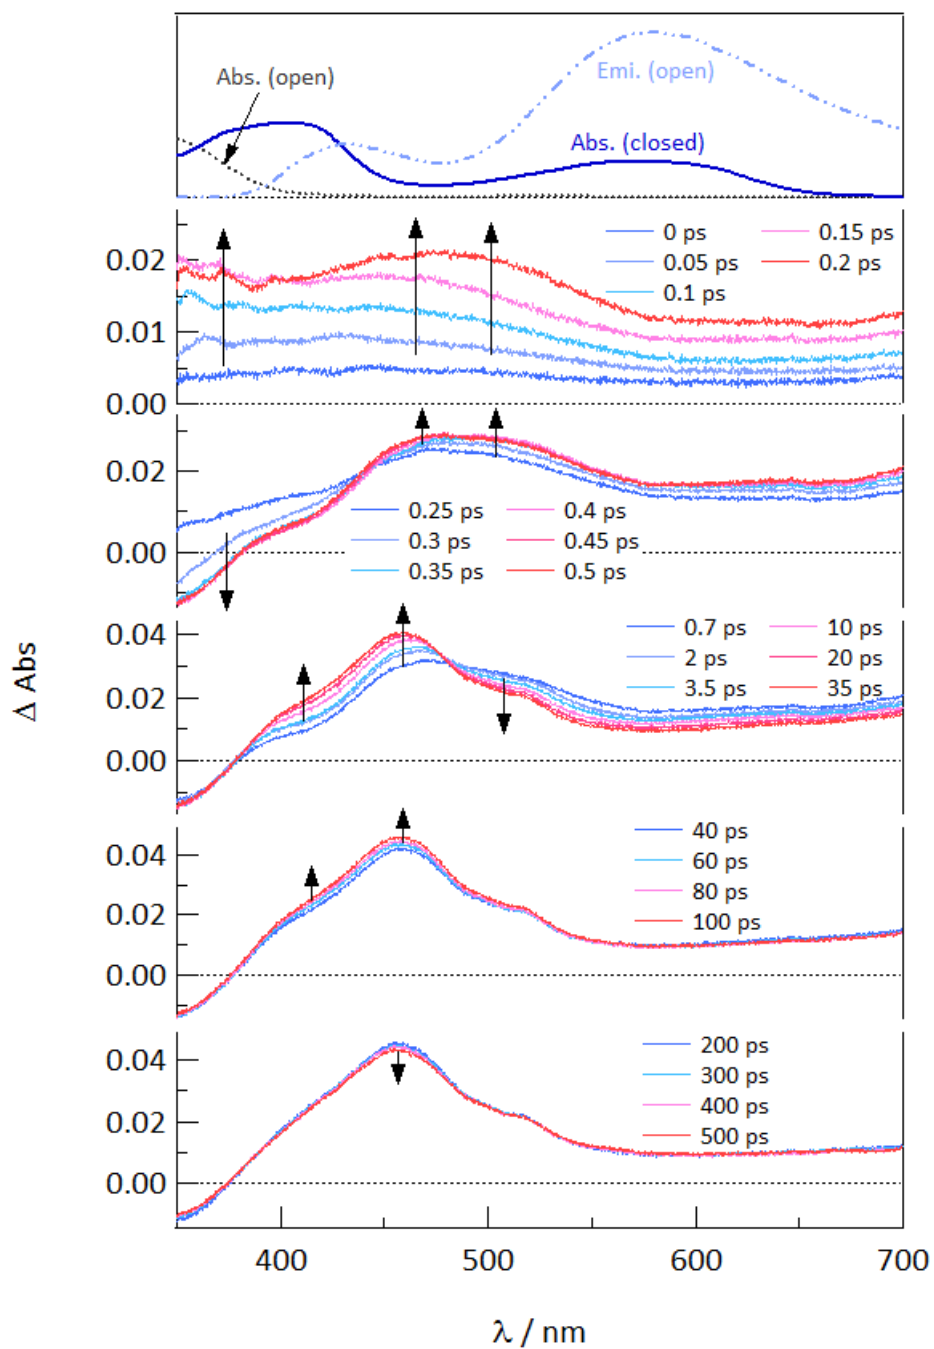 Abs. (open)
Emi. (open)
Abs. (closed)
0 ps 0.15 ps
0.05 ps 0.2 ps
0.1 ps
0.02
0.01
0.00
0.02
0.00
0.25 ps 0.4 ps
0.3 ps 0.45 ps
0.35 ps 0.5 ps
0.04
0.02
0.00
0.7 ps 10 ps
2 ps 20 ps
3.5 ps 35 ps
Δ Abs
0.04
0.02
0.00
40 ps
60 ps
80 ps
100 ps
0.04
0.02
0.00
200 ps
300 ps
400 ps
500 ps
400 500 600 700
λ / nm